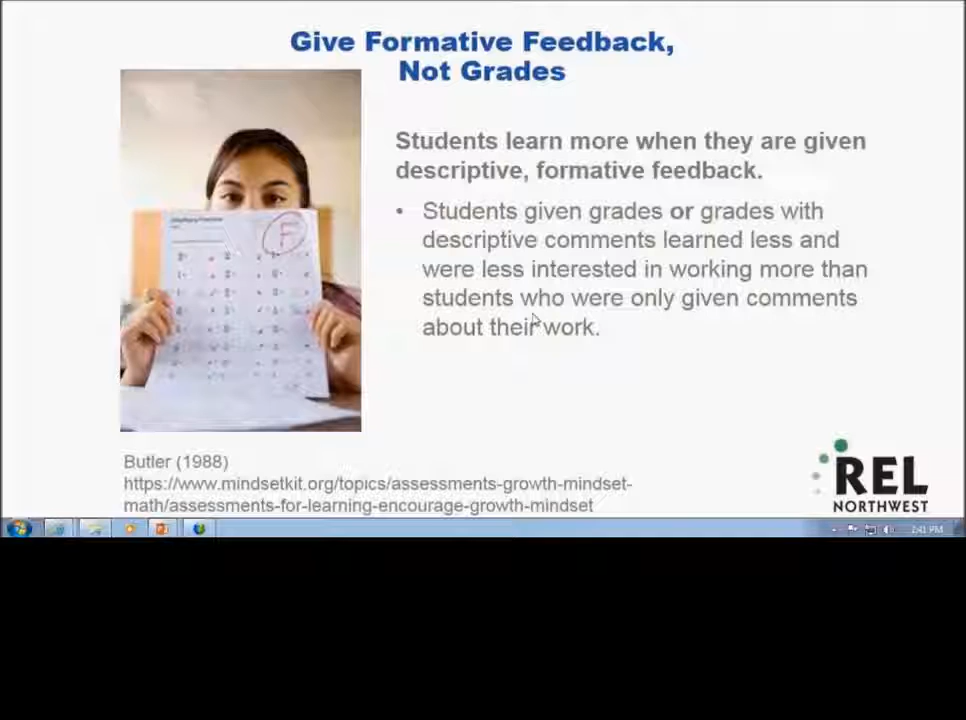 Give Formative Feedback,
Not Grades
Students learn more when they are given
descriptive, formative feedback.
• Students given grades or grades with
descriptive comments learned less and
were less interested in working more than
students who were only given comments
about their work.
F
Butler (1988)
https://www.mindsetkit.org/topics/assessments-growth-mindset-
math/assessments-for-learning-encourage-growth-mindset
REL
NORTHWEST
2:41 PM